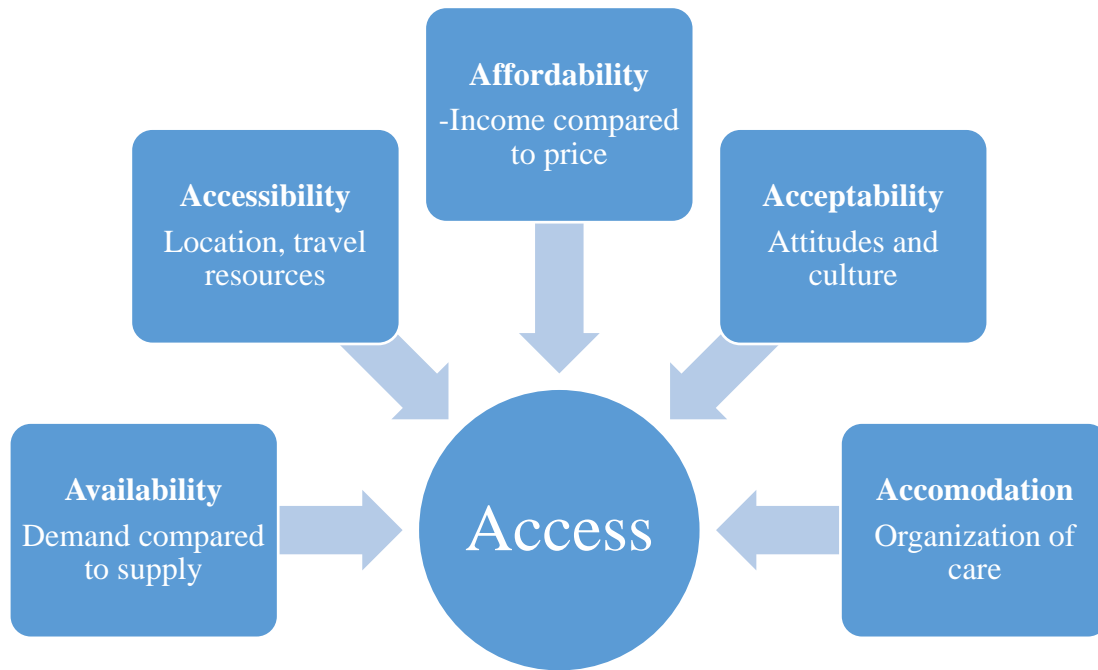 Affordability
-Income compared
to price
Accessibility
Location, travel
resources
Acceptability
Attitudes and
culture
Availability
Demand compared
to supply
Access
Accomodation
Organization of
care